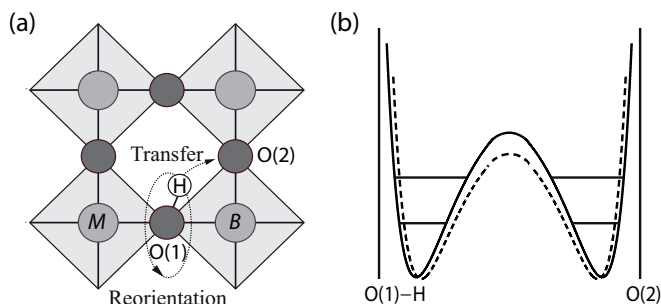 (a)
Transfer
O(2)
H
M
B
O(1)
Reorientation
(b)
O(1)–H
O(2)